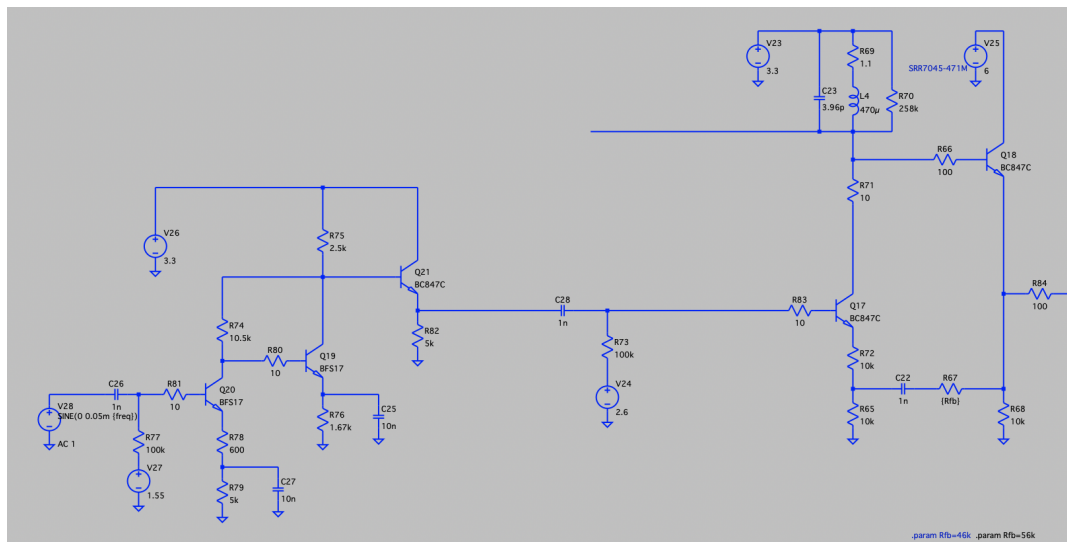 V23
3.3
R69
1.1
C23
3.96p
L4
470µ
R70
258k
V25
6
SRR7045-471M
R66
100
Q18
BC847C
R71
10
V26
3.3
R75
2.5k
Q21
BC847C
R74
10.5k
R80
10
Q19
BFS17
R82
5k
C28
1n
R83
10
Q17
BC847C
R84
100
R73
100k
R72
10k
V24
2.6
C22
1n
R67
{Rfb}
R65
10k
R68
10k
C26
1n
R81
10
Q20
BFS17
V28
SINE(0 0.05m {freq})
AC 1
R77
100k
R78
600
R76
1.67k
C25
10n
V27
1.55
R79
5k
C27
10n
.param Rfb=46k .param Rfb=56k